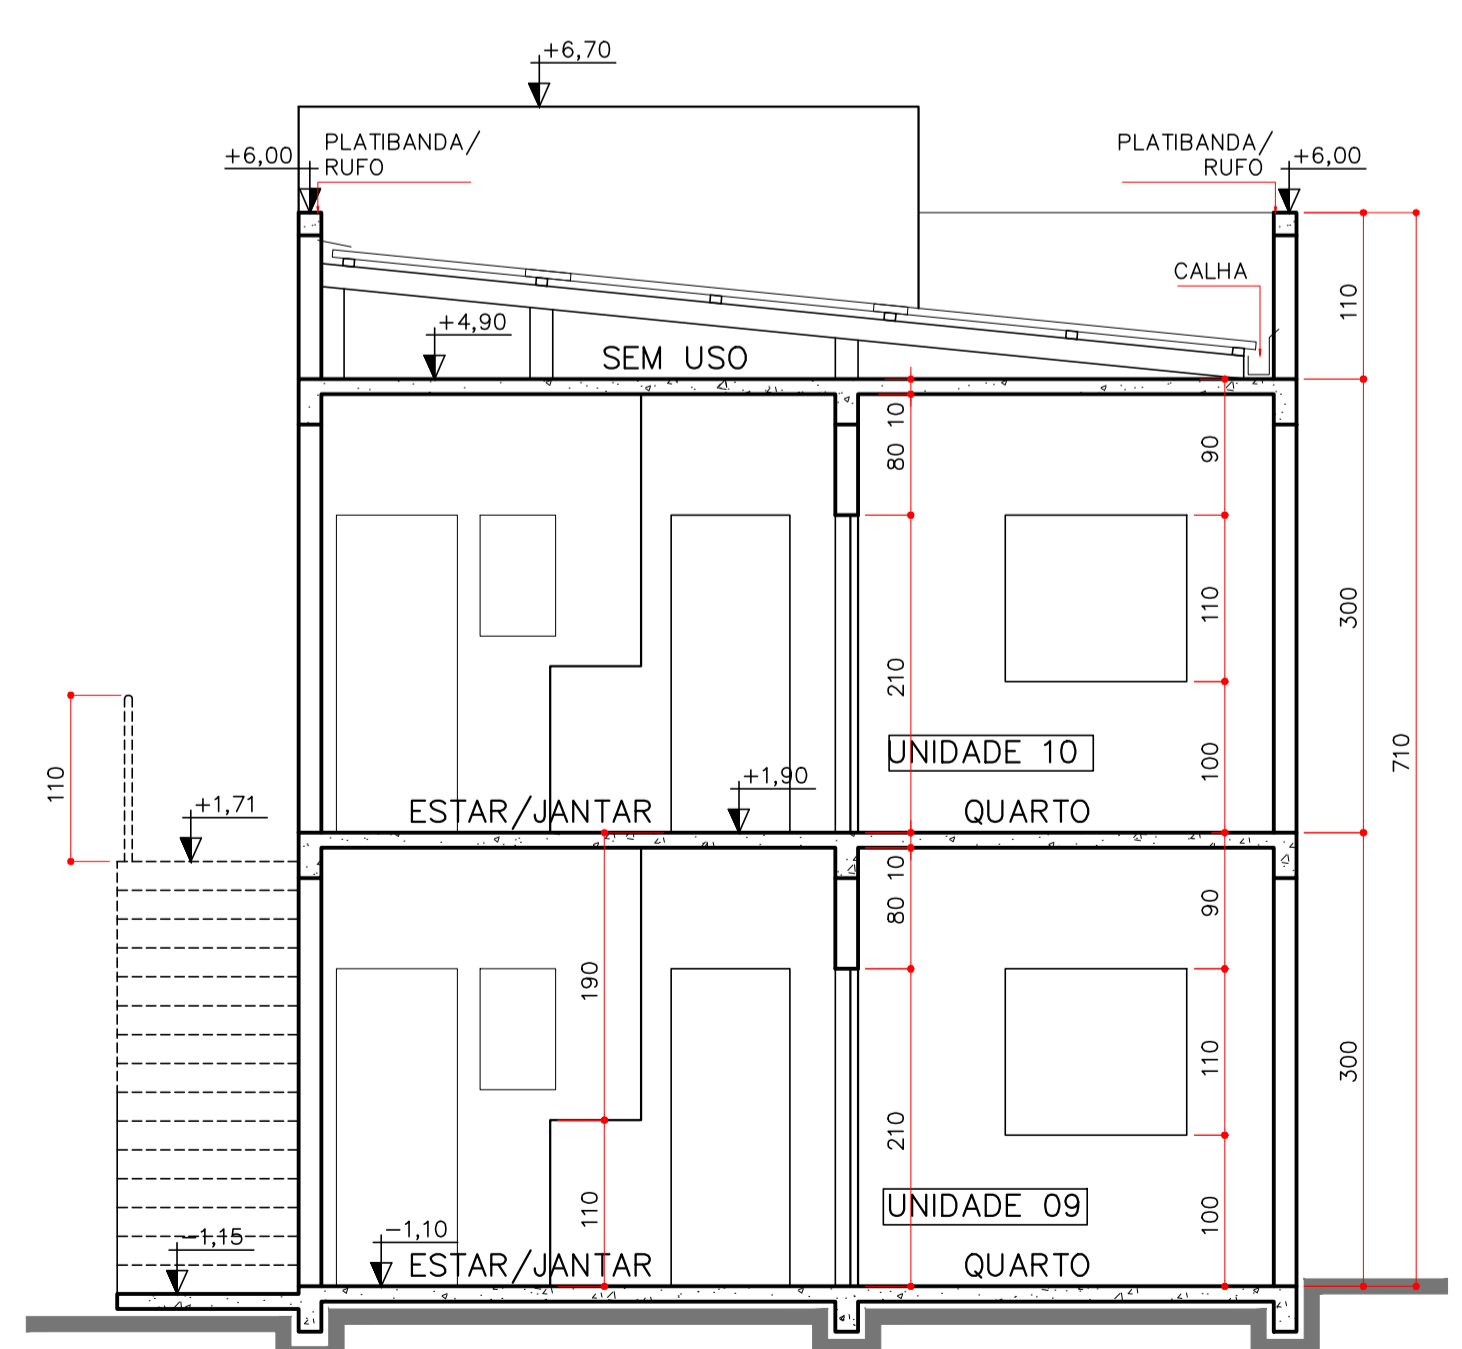 +6,70
PLATIBANDA/
RUFO
+6,00
PLATIBANDA/
RUFO
+6,00
CALHA
110
+4,90
SEM USO
10
80
90
110
300
210
710
110
UNIDADE 10
100
+1,71
+1,90
ESTAR/JANTAR
QUARTO
10
80
90
190
110
300
210
110
UNIDADE 09
100
-1,15
-1,10
ESTAR/JANTAR
QUARTO